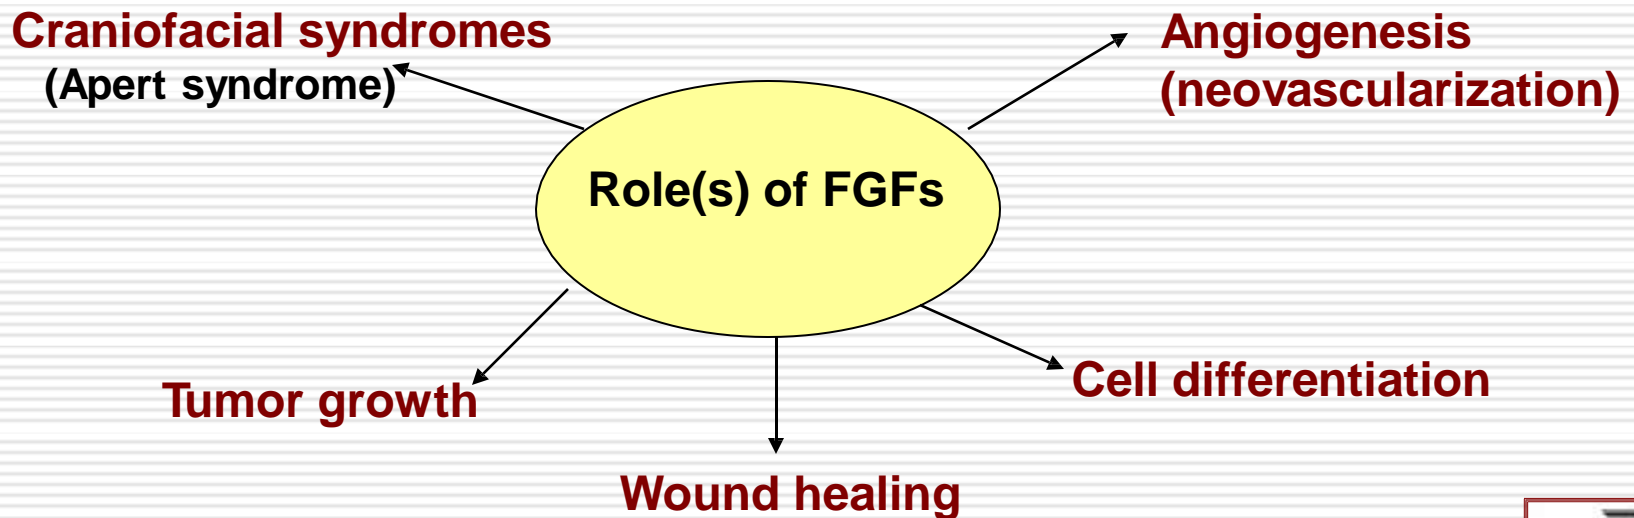 Craniofacial syndromes
(Apert syndrome)
Angiogenesis
(neovascularization)
Role(s) of FGFs
Tumor growth
Cell differentiation
Wound healing